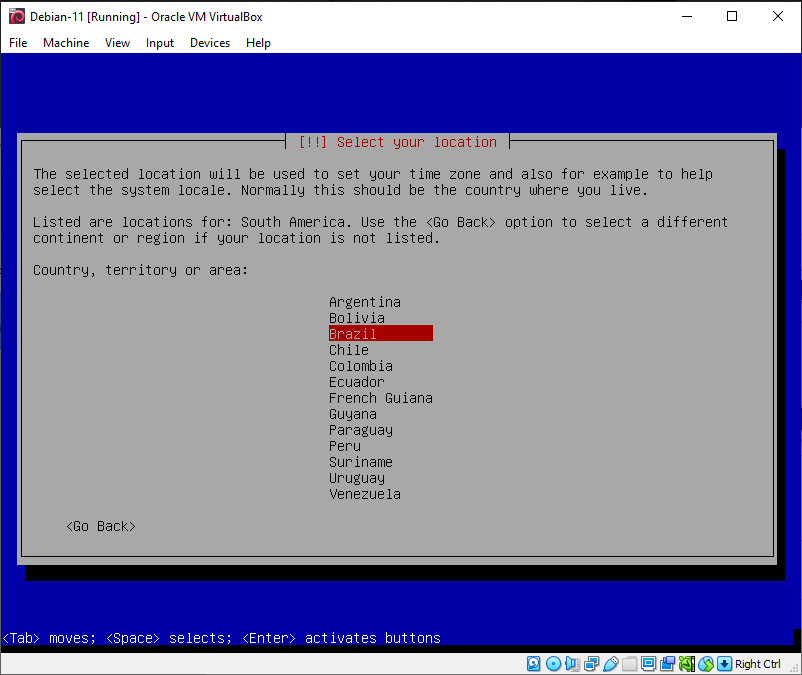 Debian-11 [Running] - Oracle VM VirtualBox
File Machine View Input Devices Help
[!!] Select your location
The selected location will be used to set your time zone and also for example to help
select the system locale. Normally this should be the country where you live.
Listed are locations for: South America. Use the <Go Back> option to select a different
continent or region if your location is not listed.
Country, territory or area:
Argentina
Bolivia
Brazil
Chile
Colombia
Ecuador
French Guiana
Guyana
Paraguay
Peru
Suriname
Uruguay
Venezuela
<Go Back>
<Tab> moves; <Space> selects; <Enter> activates buttons
Right Ctrl